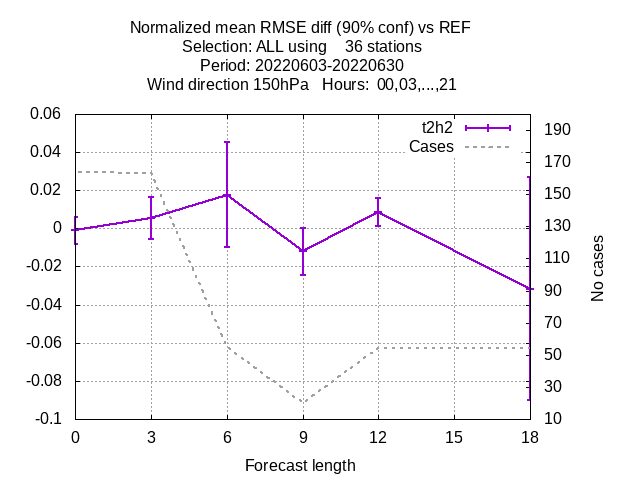 Normalized mean RMSE diff (90% conf) vs REF
Selection: ALL using    36 stations
Period: 20220603-20220630
Wind direction 150hPa   Hours:  00,03,...,21
t2h2
Cases
0.06
0.04
0.02
0
-0.02
-0.04
-0.06
-0.08
-0.1
190
170
150
130
110
90
70
50
30
10
No cases
0 3 6 9 12 15 18
Forecast length